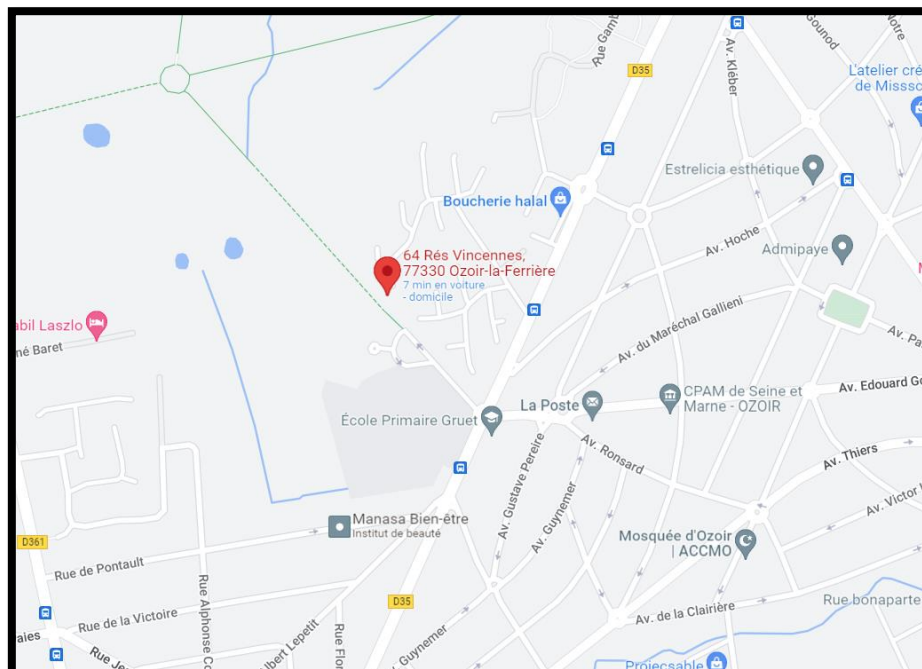 Rue Gamb
D35
Av. Kléber
Gounod
Notre
L'atelier cré
de Missso
Estrelicia esthétique
Boucherie halal
Av. Hoche
Admipaye
64 Rés Vincennes,
77330 Ozoir-la-Ferrière
7 min en voiture
- domicile
abil Laszlo
né Baret
Av. du Maréchal Gallieni
Av. Pa
CPAM de Seine et
Marne - OZOIR
Av. Edouard Go
La Poste
École Primaire Gruet
Av. Ronsard
Av. Thiers
Av. Gustave Pereire
Av. Guynemer
Av. Victor
Manasa Bien-être
Institut de beauté
D361
Mosquée d'Ozoir
| ACCMO
Rue de Pontault
Rue Alphonse Co
D35
Rue bonaparte
Rue de la Victoire
Av. de la Clairière
aies
Rue Je
lbert Lepetit
Rue Flor
Guynemer
Projecsable